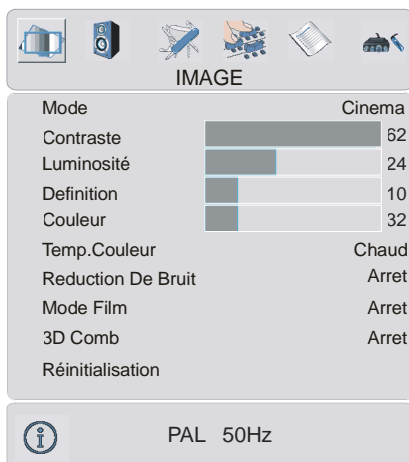 IMAGE
Mode Cinema
Contraste 62
Luminosité 24
Definition 10
Couleur 32
Temp.Couleur Chaud
Reduction De Bruit Arret
Mode Film Arret
3D Comb Arret
Réinitialisation
PAL 50Hz